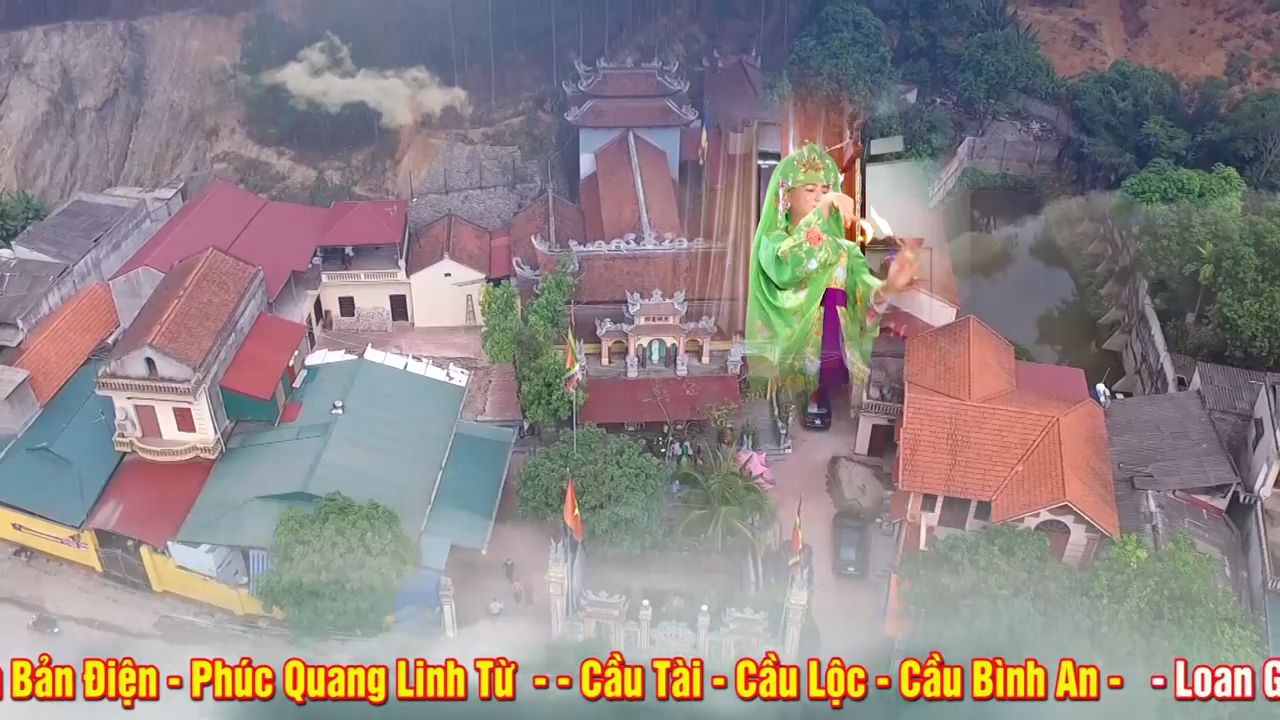 Bản Điện - Phúc Quang Linh Từ - - Cầu Tài - Cầu Lộc - Cầu Bình An - - Loan G